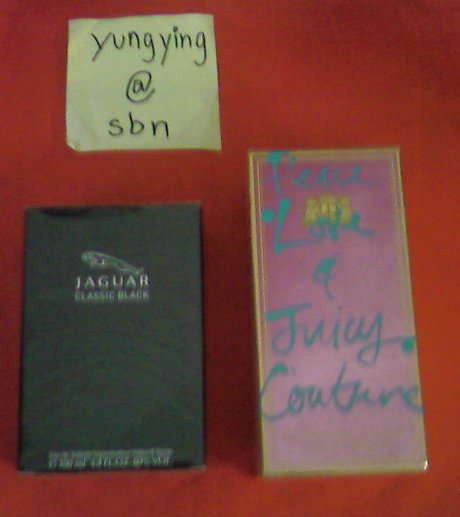 yungying
@
sbn
JAGUAR
CLASSIC BLACK
Peace
Love
&
Juicy
Couture